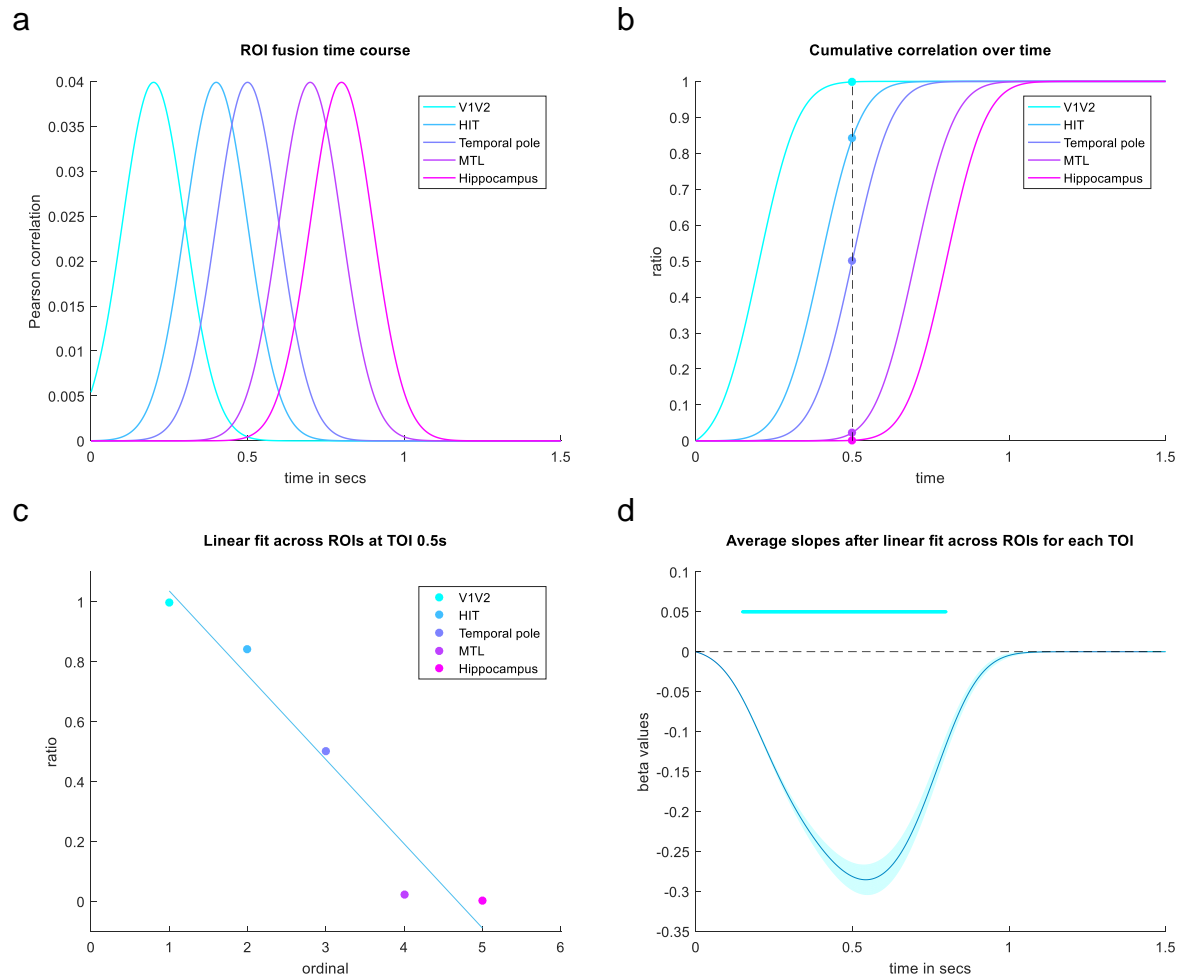 a
ROI fusion time course
0.04
0.035
0.03
0.025
0.02
0.015
0.01
0.005
0
Pearson correlation
V1V2
HIT
Temporal pole
MTL
Hippocampus
0
0.5
1
1.5
time in secs
b
Cumulative correlation over time
1
0.9
0.8
0.7
0.6
0.5
0.4
0.3
0.2
0.1
0
ratio
V1V2
HIT
Temporal pole
MTL
Hippocampus
0
0.5
1
1.5
time
c
Linear fit across ROIs at TOI 0.5s
1
0.8
0.6
0.4
0.2
0
ratio
V1V2
HIT
Temporal pole
MTL
Hippocampus
0
1
2
3
4
5
6
ordinal
d
Average slopes after linear fit across ROIs for each TOI
0.1
0.05
0
-0.05
-0.1
-0.15
-0.2
-0.25
-0.3
-0.35
beta values
0
0.5
1
1.5
time in secs